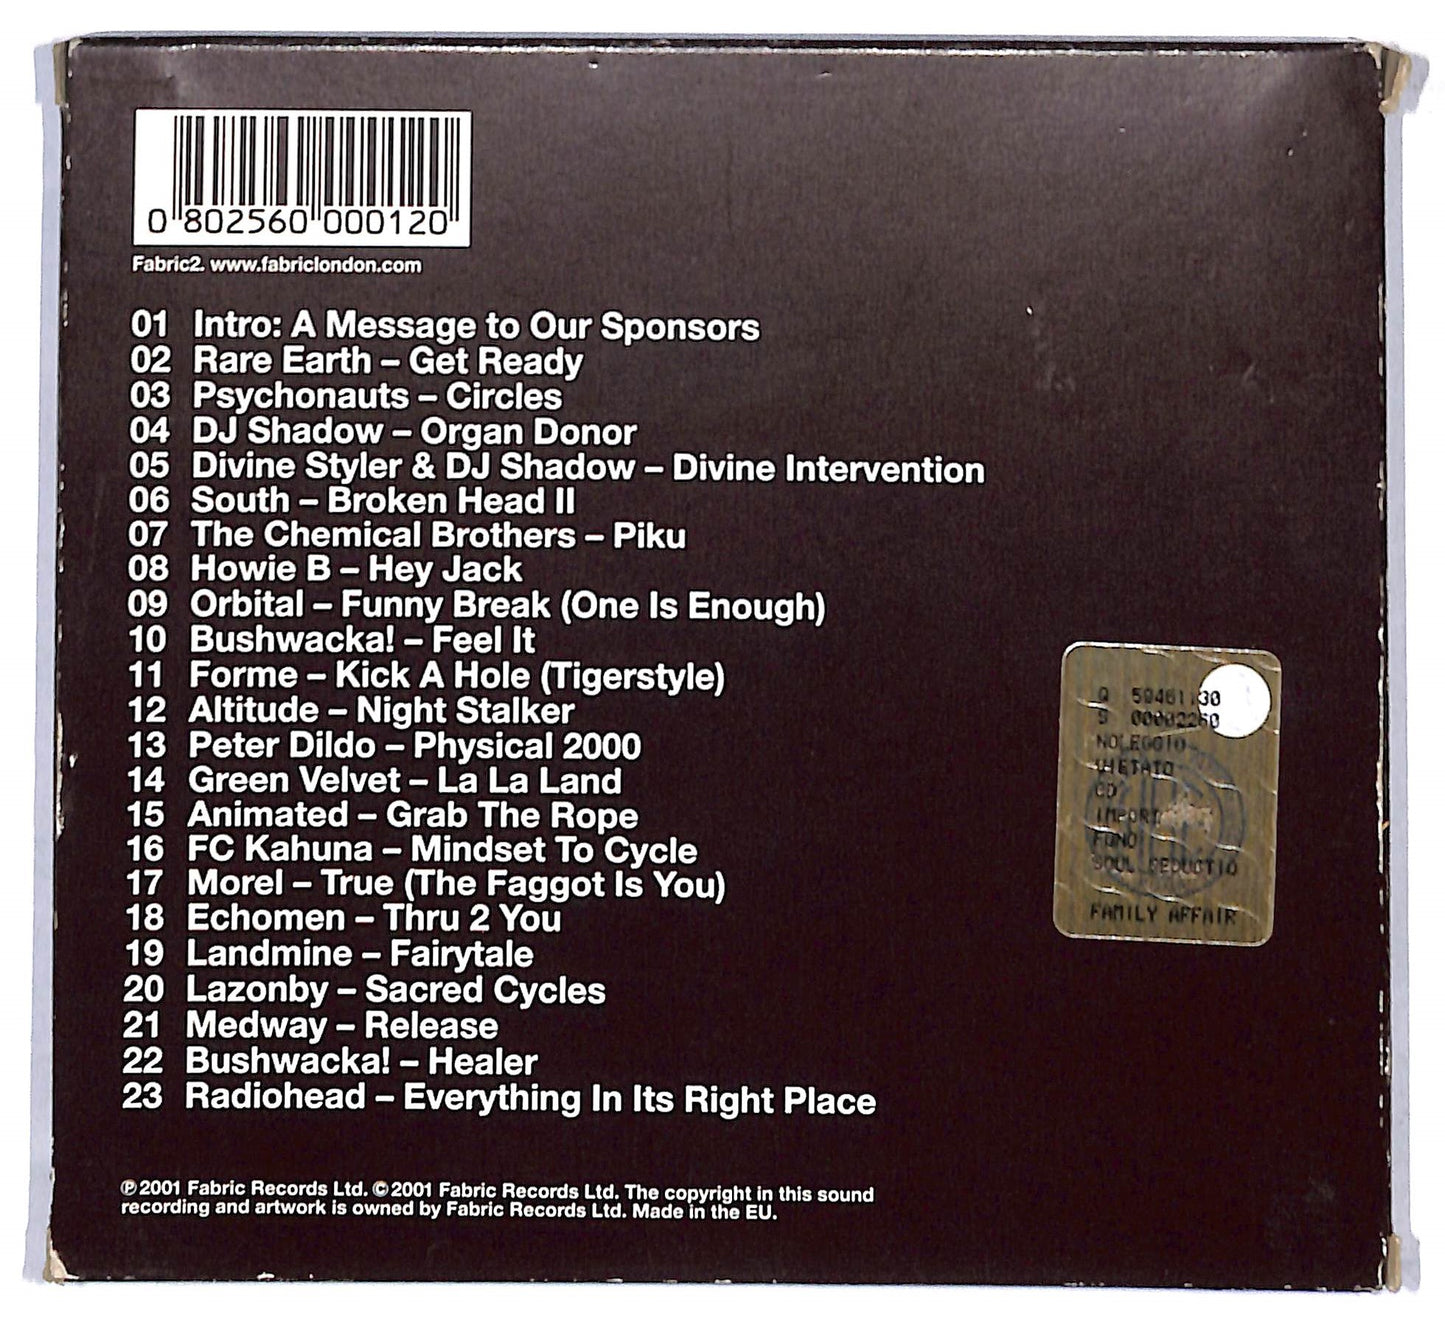 0 802560 000120
Fabric2. www.fabriclondon.com
01 Intro: A Message to Our Sponsors
02 Rare Earth – Get Ready
03 Psychonauts – Circles
04 DJ Shadow – Organ Donor
05 Divine Styler & DJ Shadow – Divine Intervention
06 South – Broken Head II
07 The Chemical Brothers – Piku
08 Howie B – Hey Jack
09 Orbital – Funny Break (One Is Enough)
10 Bushwacka! – Feel It
11 Forme – Kick A Hole (Tigerstyle)
12 Altitude – Night Stalker
13 Peter Dildo – Physical 2000
14 Green Velvet – La La Land
15 Animated – Grab The Rope
16 FC Kahuna – Mindset To Cycle
17 Morel – True (The Faggot Is You)
18 Echomen – Thru 2 You
19 Landmine – Fairytale
20 Lazonby – Sacred Cycles
21 Medway – Release
22 Bushwacka! – Healer
23 Radiohead – Everything In Its Right Place
℗ 2001 Fabric Records Ltd. © 2001 Fabric Records Ltd. The copyright in this sound
recording and artwork is owned by Fabric Records Ltd. Made in the EU.
NOLEGGIO
VIETATO
CD
IMPORT
FONO
SOUL SEDUCTIO
FAMILY AFFAIR